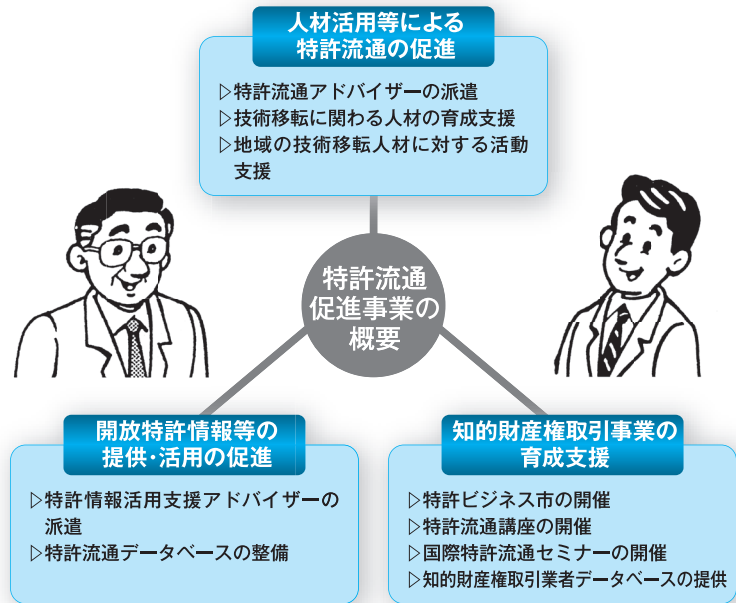 人材活用等による
特許流通の促進
▷特許流通アドバイザーの派遣
▷技術移転に関わる人材の育成支援
▷地域の技術移転人材に対する活動
支援
特許流通
促進事業の
概要
開放特許情報等の
提供・活用の促進
▷特許情報活用支援アドバイザーの
派遣
▷特許流通データベースの整備
知的財産権取引事業の
育成支援
▷特許ビジネス市の開催
▷特許流通講座の開催
▷国際特許流通セミナーの開催
▷知的財産権取引業者データベースの提供